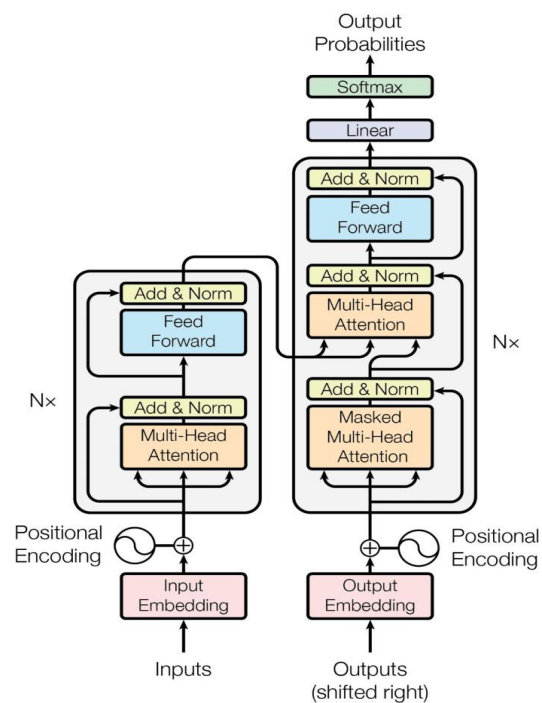 Output
Probabilities
Softmax
Linear
Add & Norm
Feed
Forward
Add & Norm
Multi-Head
Attention
Add & Norm
Masked
Multi-Head
Attention
N×
Add & Norm
Feed
Forward
Add & Norm
Multi-Head
Attention
N×
Positional
Encoding
Input
Embedding
Inputs
Positional
Encoding
Output
Embedding
Outputs
(shifted right)